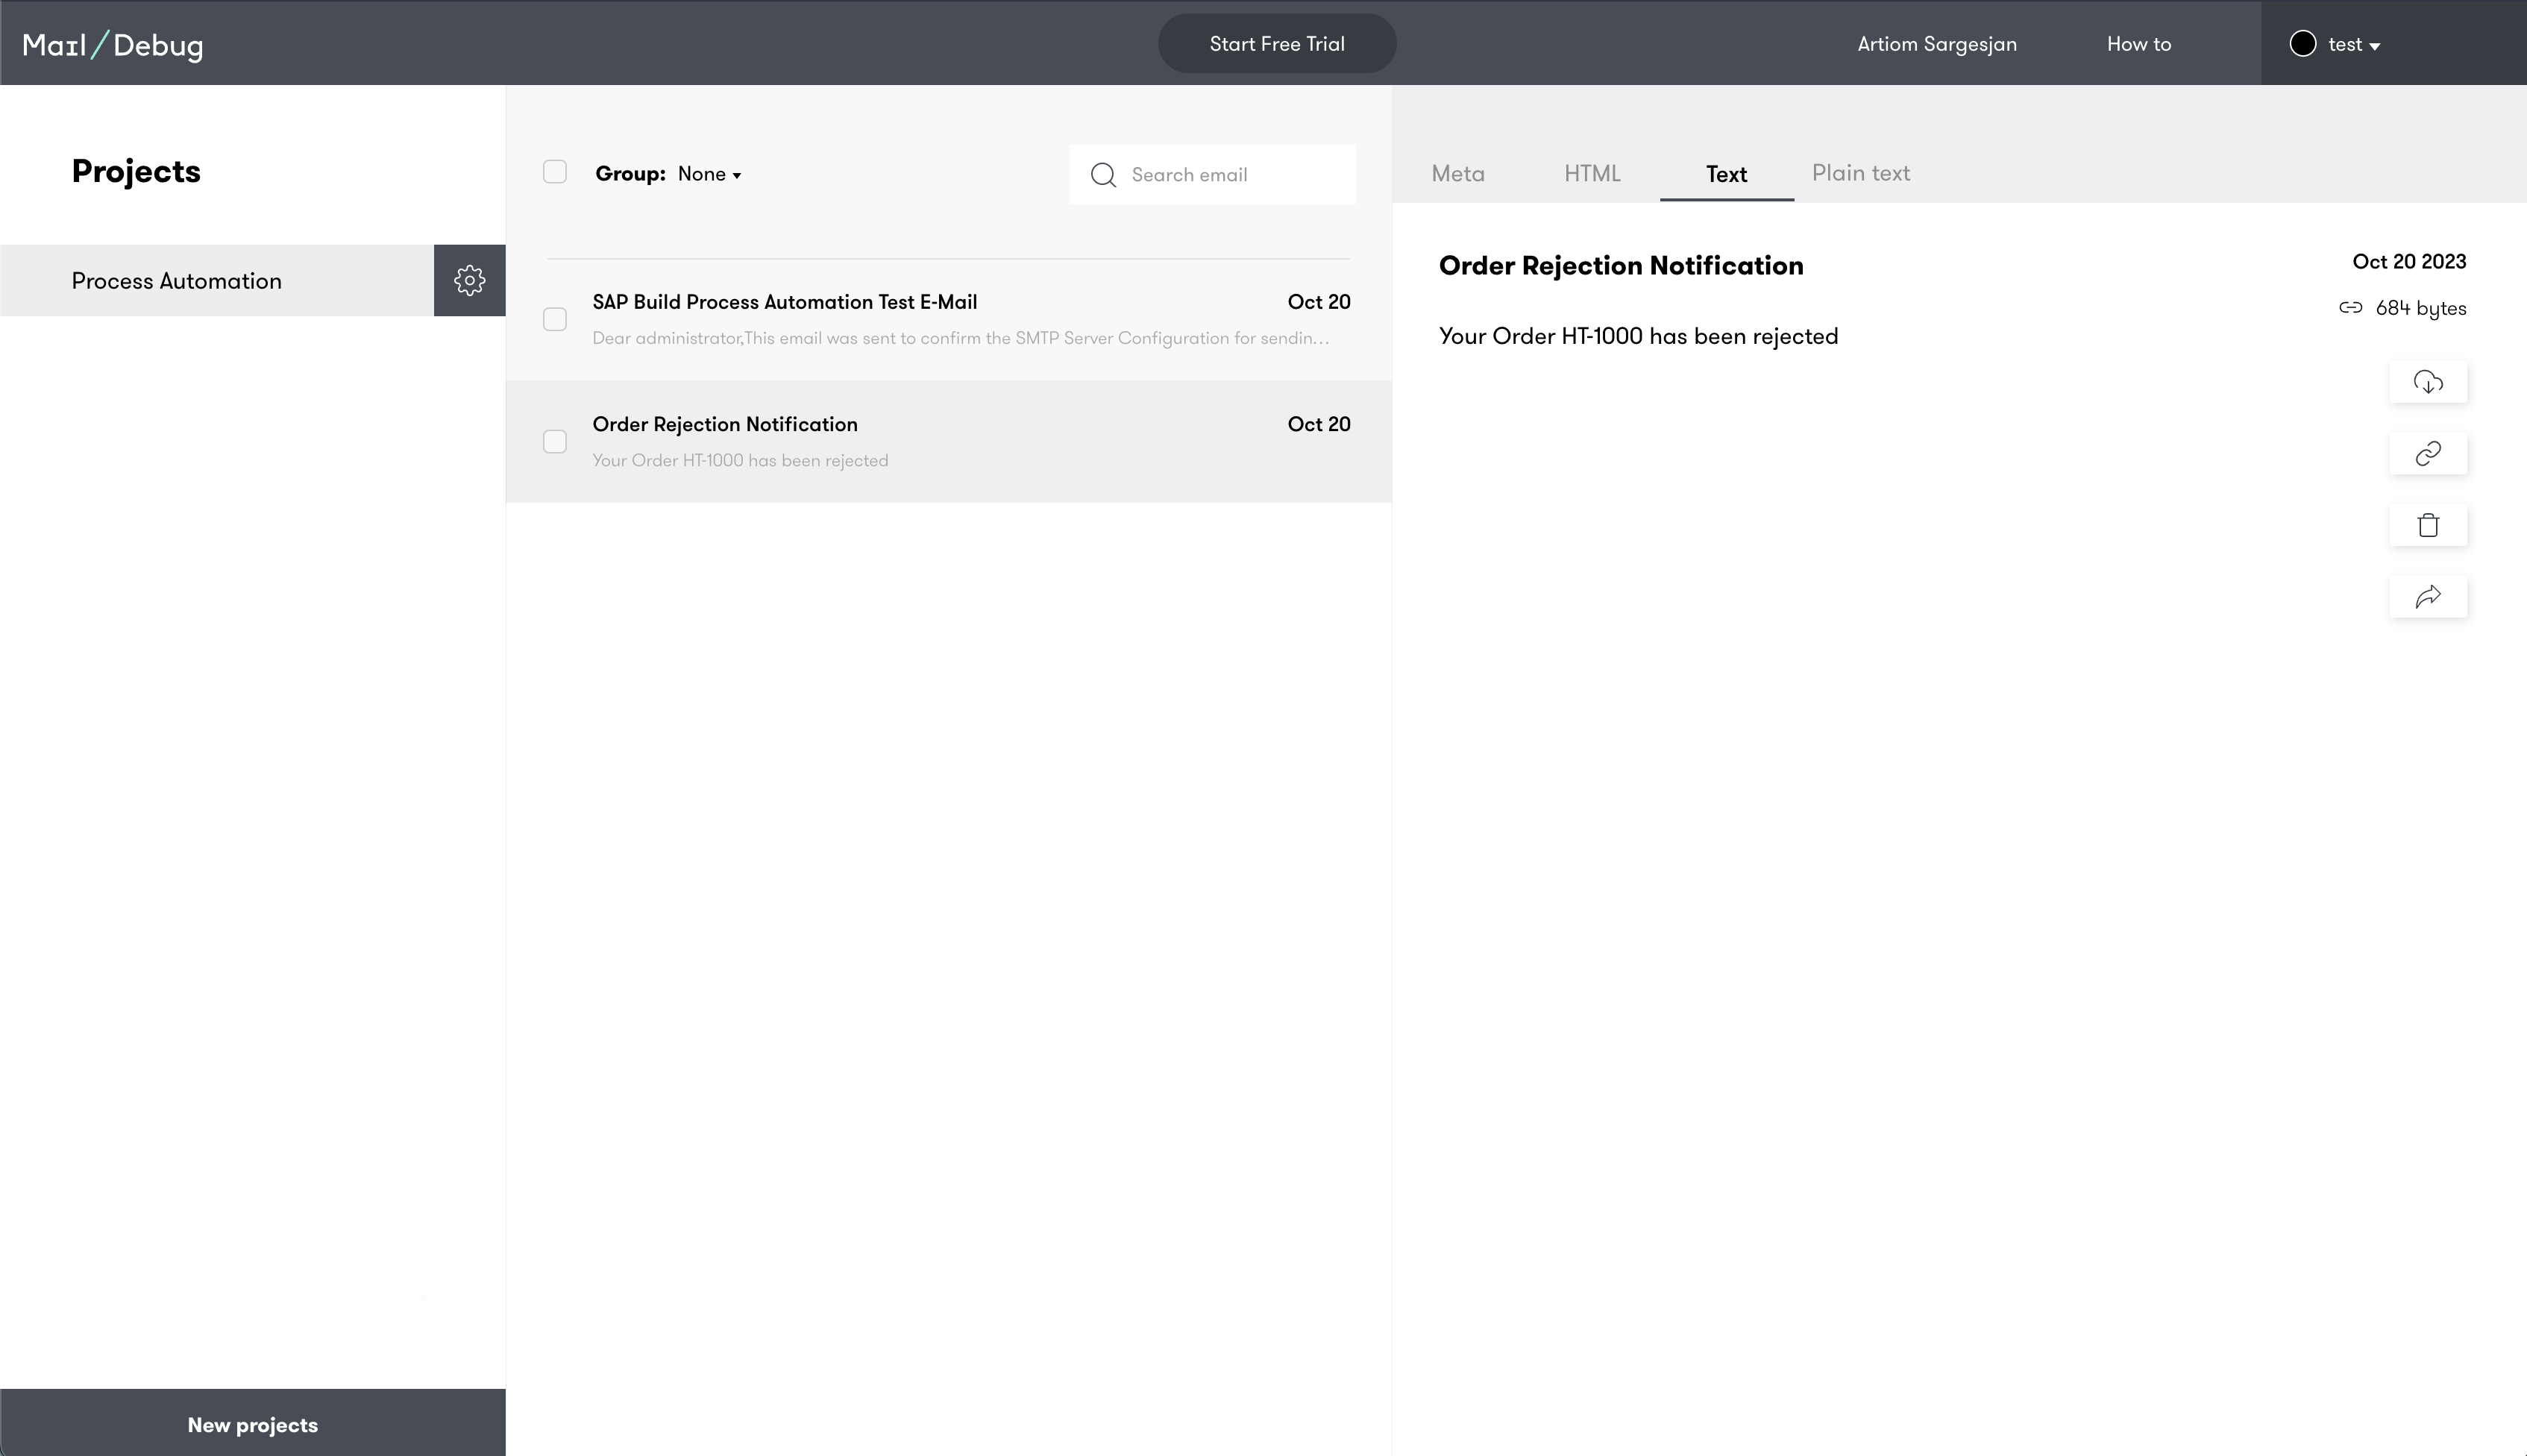 Mail/Debug
Start Free Trial
Artiom Sargesjan
How to
test
Projects
Process Automation
New projects
Group: None
Search email
SAP Build Process Automation Test E-Mail
Oct 20
Dear administrator,This email was sent to confirm the SMTP Server Configuration for sendin...
Order Rejection Notification
Oct 20
Your Order HT-1000 has been rejected
Meta
HTML
Text
Plain text
Order Rejection Notification
Oct 20 2023
684 bytes
Your Order HT-1000 has been rejected